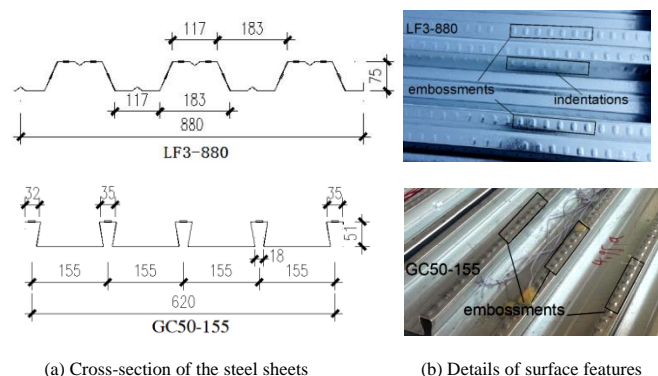 117 183
75
117 183
880
LF3-880
LF3-880
embossments
indentations
32 35 35
51
18
155 155 155 155
620
GC50-155
GC50-155
embossments
(a) Cross-section of the steel sheets
(b) Details of surface features